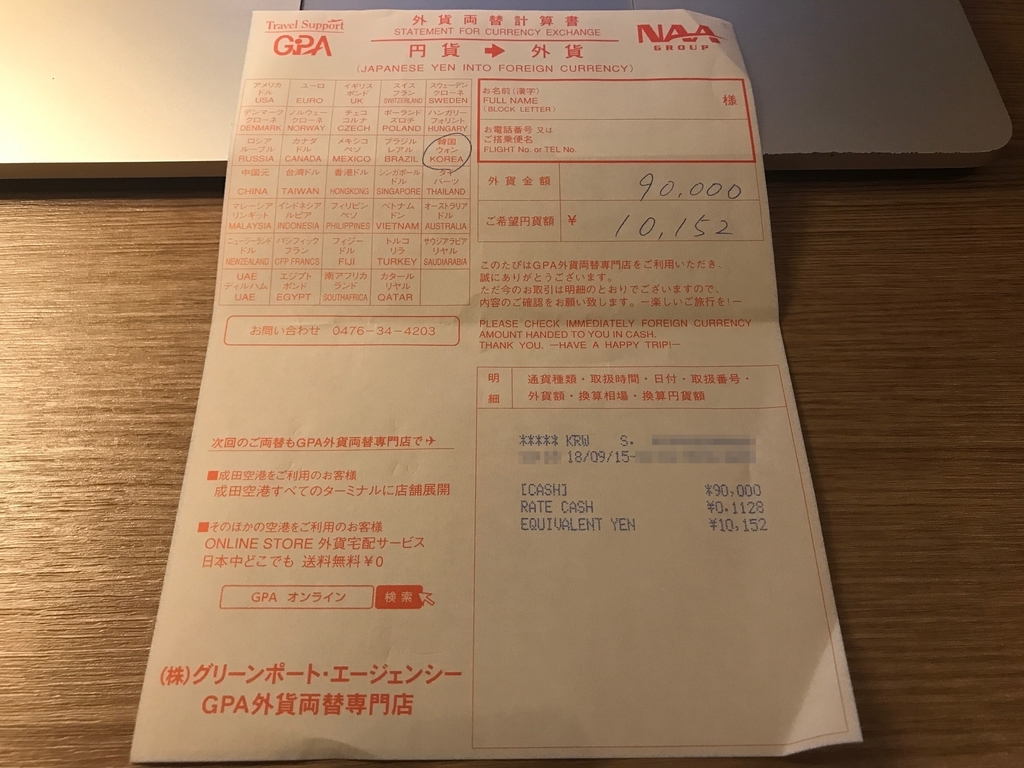 Travel Support
GPA
外貨両替計算書
STATEMENT FOR CURRENCY EXCHANGE
円貨 ➡ 外貨
(JAPANESE YEN INTO FOREIGN CURRENCY)
NAA
GROUP
アメリカ ドル USA
ユーロ EURO
イギリス ポンド UK
スイス フラン SWITZERLAND
スウェーデン クローネ SWEDEN
デンマーク クローネ DENMARK
ノルウェー クローネ NORWAY
チェコ コルナ CZECH
ポーランド ズロチ POLAND
ハンガリー フォリント HUNGARY
ロシア ルーブル RUSSIA
カナダ ドル CANADA
メキシコ ペソ MEXICO
ブラジル レアル BRAZIL
韓国 ウォン KOREA
中国元 CHINA
台湾ドル TAIWAN
香港ドル HONGKONG
シンガポール ドル SINGAPORE
タイ バーツ THAILAND
マレーシア リンギット MALAYSIA
インドネシア ルピア INDONESIA
フィリピン ペソ PHILIPPINES
ベトナム ドン VIETNAM
オーストラリア ドル AUSTRALIA
ニュージーランド ドル NEWZEALAND
パシフィック フラン CFP FRANCS
フィジー ドル FIJI
トルコ リラ TURKEY
サウジアラビア リヤル SAUDIARABIA
UAE ディルハム UAE
エジプト ポンド EGYPT
南アフリカ ランド SOUTHAFRICA
カタール リヤル QATAR
お名前(漢字)
FULL NAME
(BLOCK LETTER)
様
お電話番号 又は
ご搭乗便名
FLIGHT No. or TEL No.
外貨金額 90,000
ご希望円貨額 ¥ 10,152
このたびはGPA外貨両替専門店をご利用いただき、
誠にありがとうございます。
ただ今のお取引は明細のとおりでございますので、
内容のご確認をお願い致します。—楽しいご旅行を!—
PLEASE CHECK IMMEDIATELY FOREIGN CURRENCY
AMOUNT HANDED TO YOU IN CASH.
THANK YOU. —HAVE A HAPPY TRIP!—
お問い合わせ 0476-34-4203
明細
通貨種類・取扱時間・日付・取扱番号・
外貨額・換算相場・換算円貨額
***** KRW S.
18/09/15-
[CASH] ¥90,000
RATE CASH ¥0.1128
EQUIVALENT YEN ¥10,152
次回のご両替もGPA外貨両替専門店で✈
■成田空港をご利用のお客様
成田空港すべてのターミナルに店舗展開
■そのほかの空港をご利用のお客様
ONLINE STORE 外貨宅配サービス
日本中どこでも 送料無料¥0
GPA オンライン 検索
(株)グリーンポート・エージェンシー
GPA外貨両替専門店